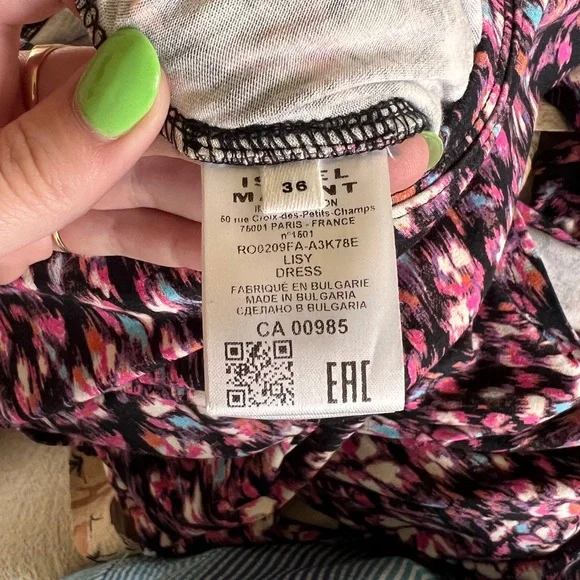 36
50 rue Croix-des-Petits-Champs
75001 PARIS - FRANCE
n°1501
RO0209FA-A3K78E
LISY
DRESS
FABRIQUÉ EN BULGARIE
MADE IN BULGARIA
СДЕЛАНО В БОЛГАРИЯ
CA 00985
EAC